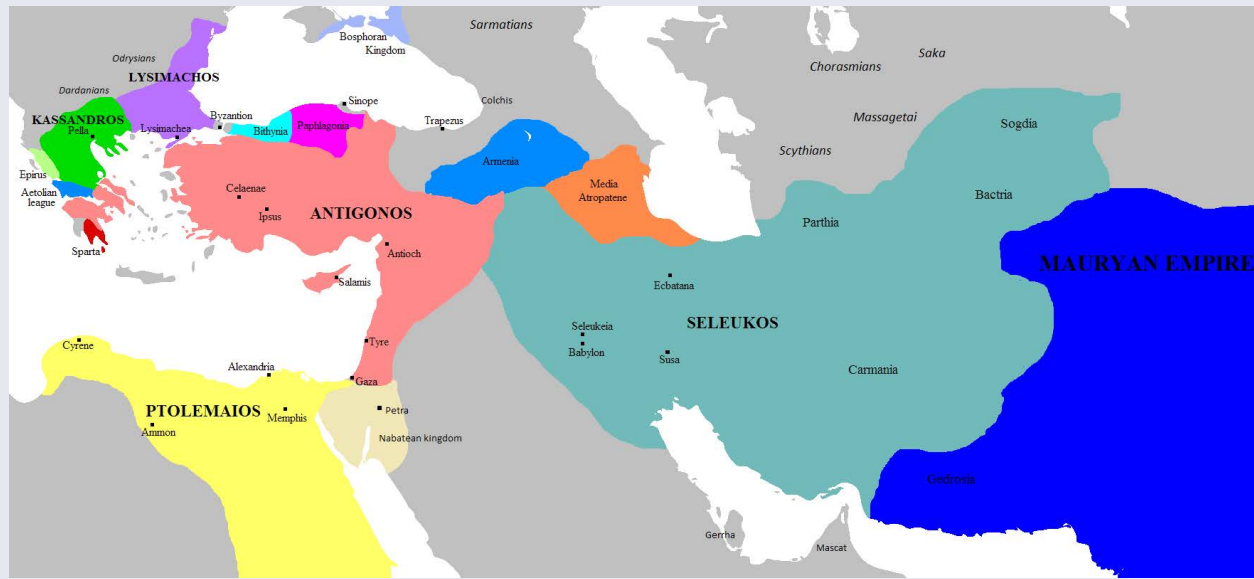 Sarmatians
Bosphoran
Kingdom
Saka
Chorasmians
Odrysians
LYSIMACHOS
Dardanians
Sinope
Colchis
Byzantion
Massagetai
KASSANDROS
Pella
Lysimachea
Bithynia
Paphlagonia
Trapezus
Sogdia
Scythians
Epirus
Armenia
Aetolian
league
Celaenae
Ipsus
ANTIGONOS
Media
Atropatene
Bactria
Parthia
Sparta
Antioch
MAURYAN EMPIRE
Salamis
Ecbatana
Seleukeia
SELEUKOS
Cyrene
Tyre
Babylon
Susa
Alexandria
Carmania
Gaza
PTOLEMAIOS
Memphis
Petra
Ammon
Nabatean kingdom
Gedrosia
Gerrha
Mascat